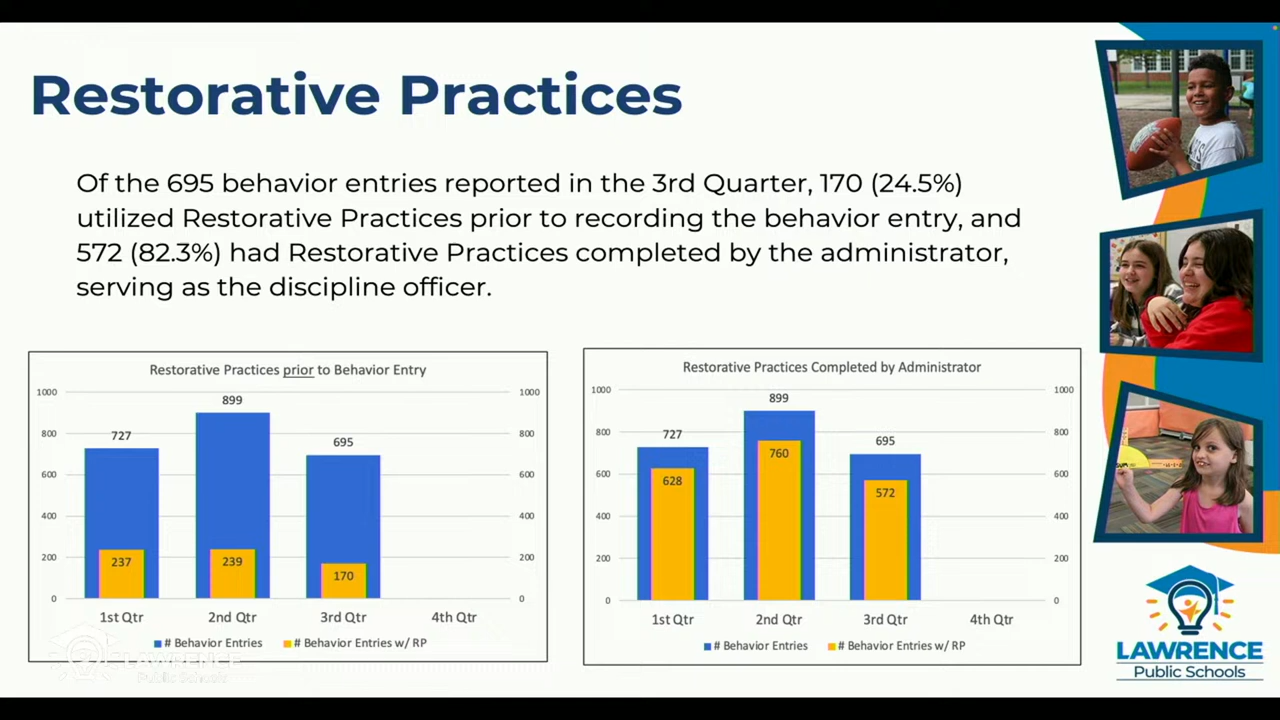 Restorative Practices
Of the 695 behavior entries reported in the 3rd Quarter, 170 (24.5%)
utilized Restorative Practices prior to recording the behavior entry, and
572 (82.3%) had Restorative Practices completed by the administrator,
serving as the discipline officer.
Restorative Practices prior to Behavior Entry
1000 1000
899
800 727 695 800
600 600
400 400
200 237 239 170 200
0 0
1st Qtr 2nd Qtr 3rd Qtr 4th Qtr
# Behavior Entries # Behavior Entries w/ RP
Restorative Practices Completed by Administrator
1000 1000
899
800 727 695 800
760
600 628 572 600
400 400
200 200
0 0
1st Qtr 2nd Qtr 3rd Qtr 4th Qtr
# Behavior Entries # Behavior Entries w/ RP
LAWRENCE
Public Schools
LAWRENCE
Public Schools